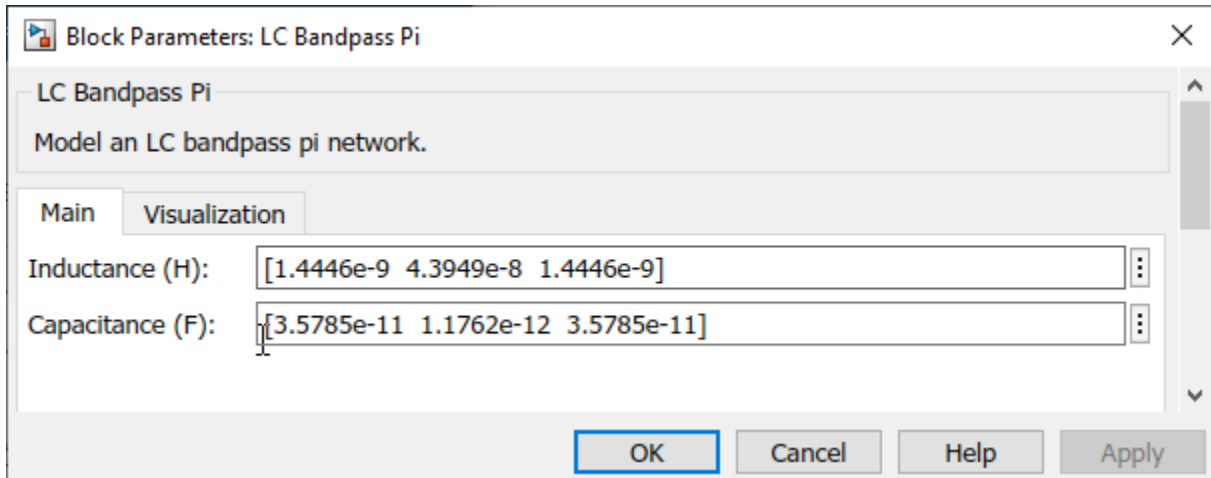 Block Parameters: LC Bandpass Pi
LC Bandpass Pi
Model an LC bandpass pi network.
Main Visualization
Inductance (H): [1.4446e-9 4.3949e-8 1.4446e-9]
Capacitance (F): [3.5785e-11 1.1762e-12 3.5785e-11]
OK Cancel Help Apply